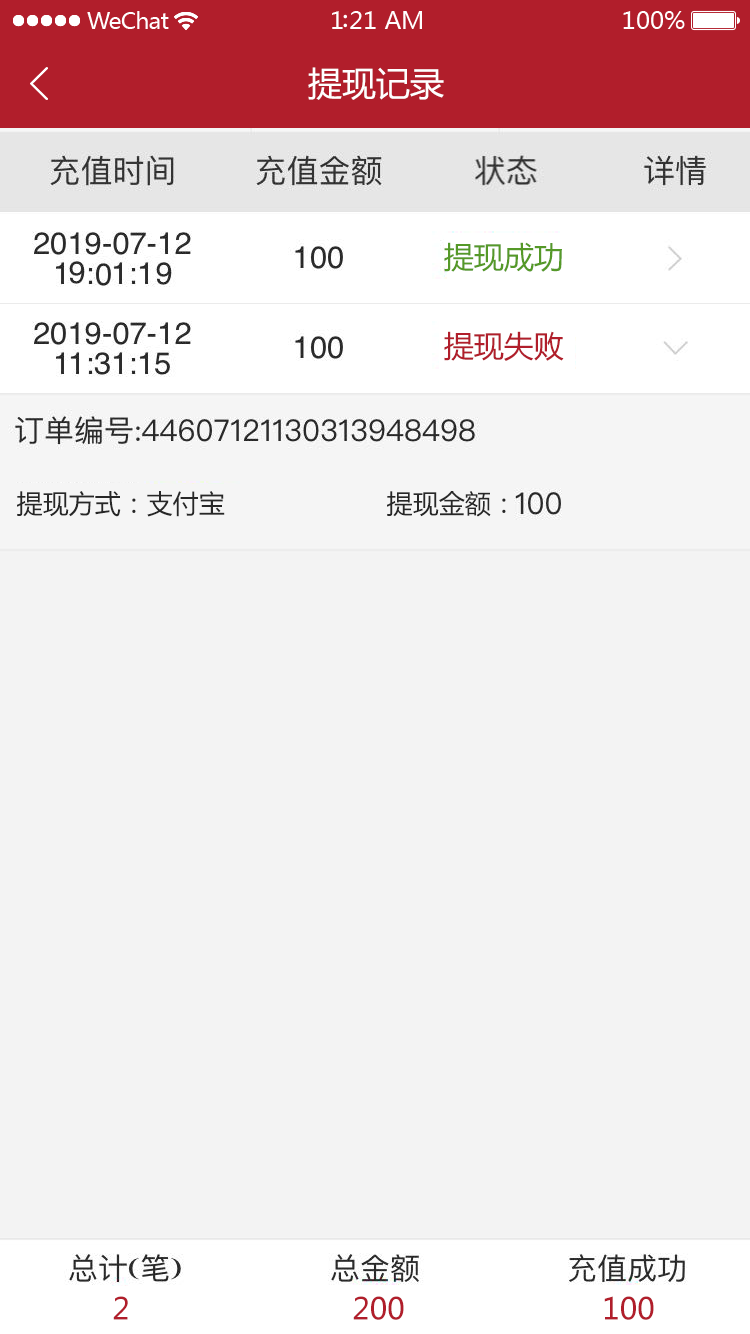 WeChat 1:21 AM 100%
提现记录
充值时间 充值金额 状态 详情
2019-07-12
19:01:19 100 提现成功
2019-07-12
11:31:15 100 提现失败
订单编号:44607121130313948498
提现方式：支付宝 提现金额：100
总计(笔) 总金额 充值成功
2 200 100